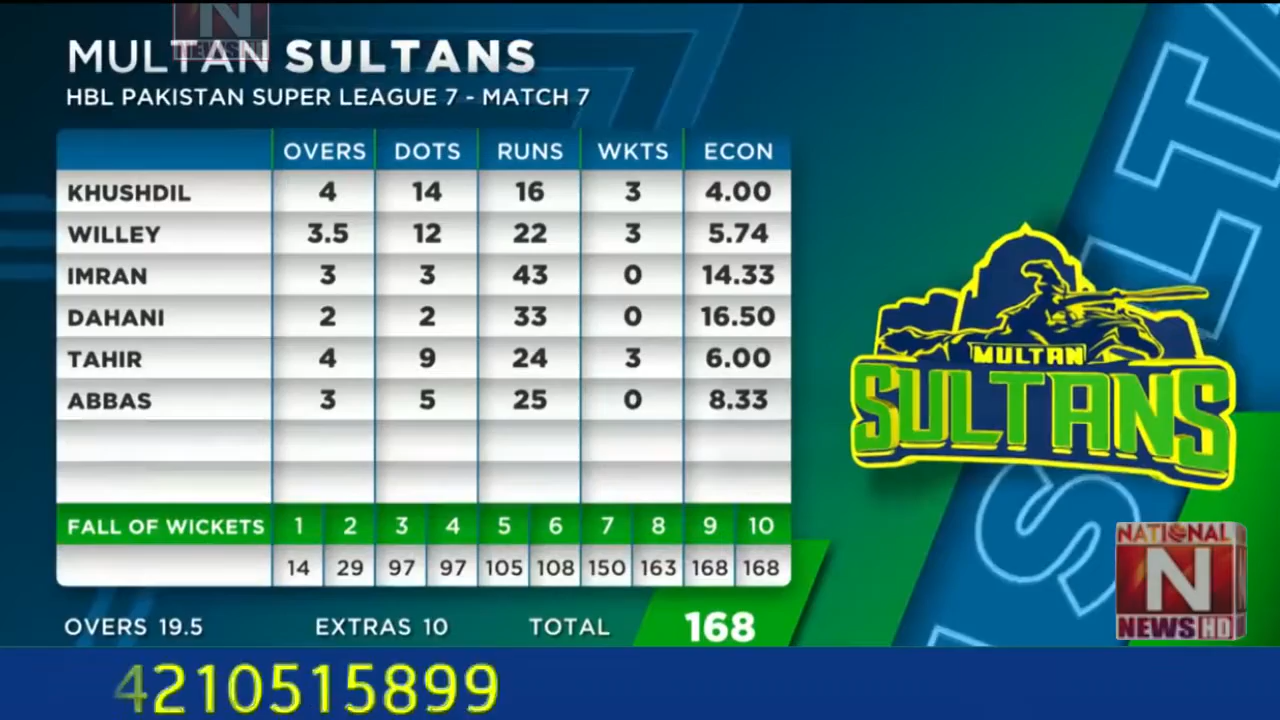 N
NEWS HD
MULTAN SULTANS
HBL PAKISTAN SUPER LEAGUE 7 - MATCH 7
OVERS DOTS RUNS WKTS ECON
KHUSHDIL 4 14 16 3 4.00
WILLEY 3.5 12 22 3 5.74
IMRAN 3 3 43 0 14.33
DAHANI 2 2 33 0 16.50
TAHIR 4 9 24 3 6.00
ABBAS 3 5 25 0 8.33
FALL OF WICKETS 1 2 3 4 5 6 7 8 9 10
14 29 97 97 105 108 150 163 168 168
OVERS 19.5 EXTRAS 10 TOTAL 168
MULTAN
SULTANS
NATIONAL
N
NEWS HD
4210515899